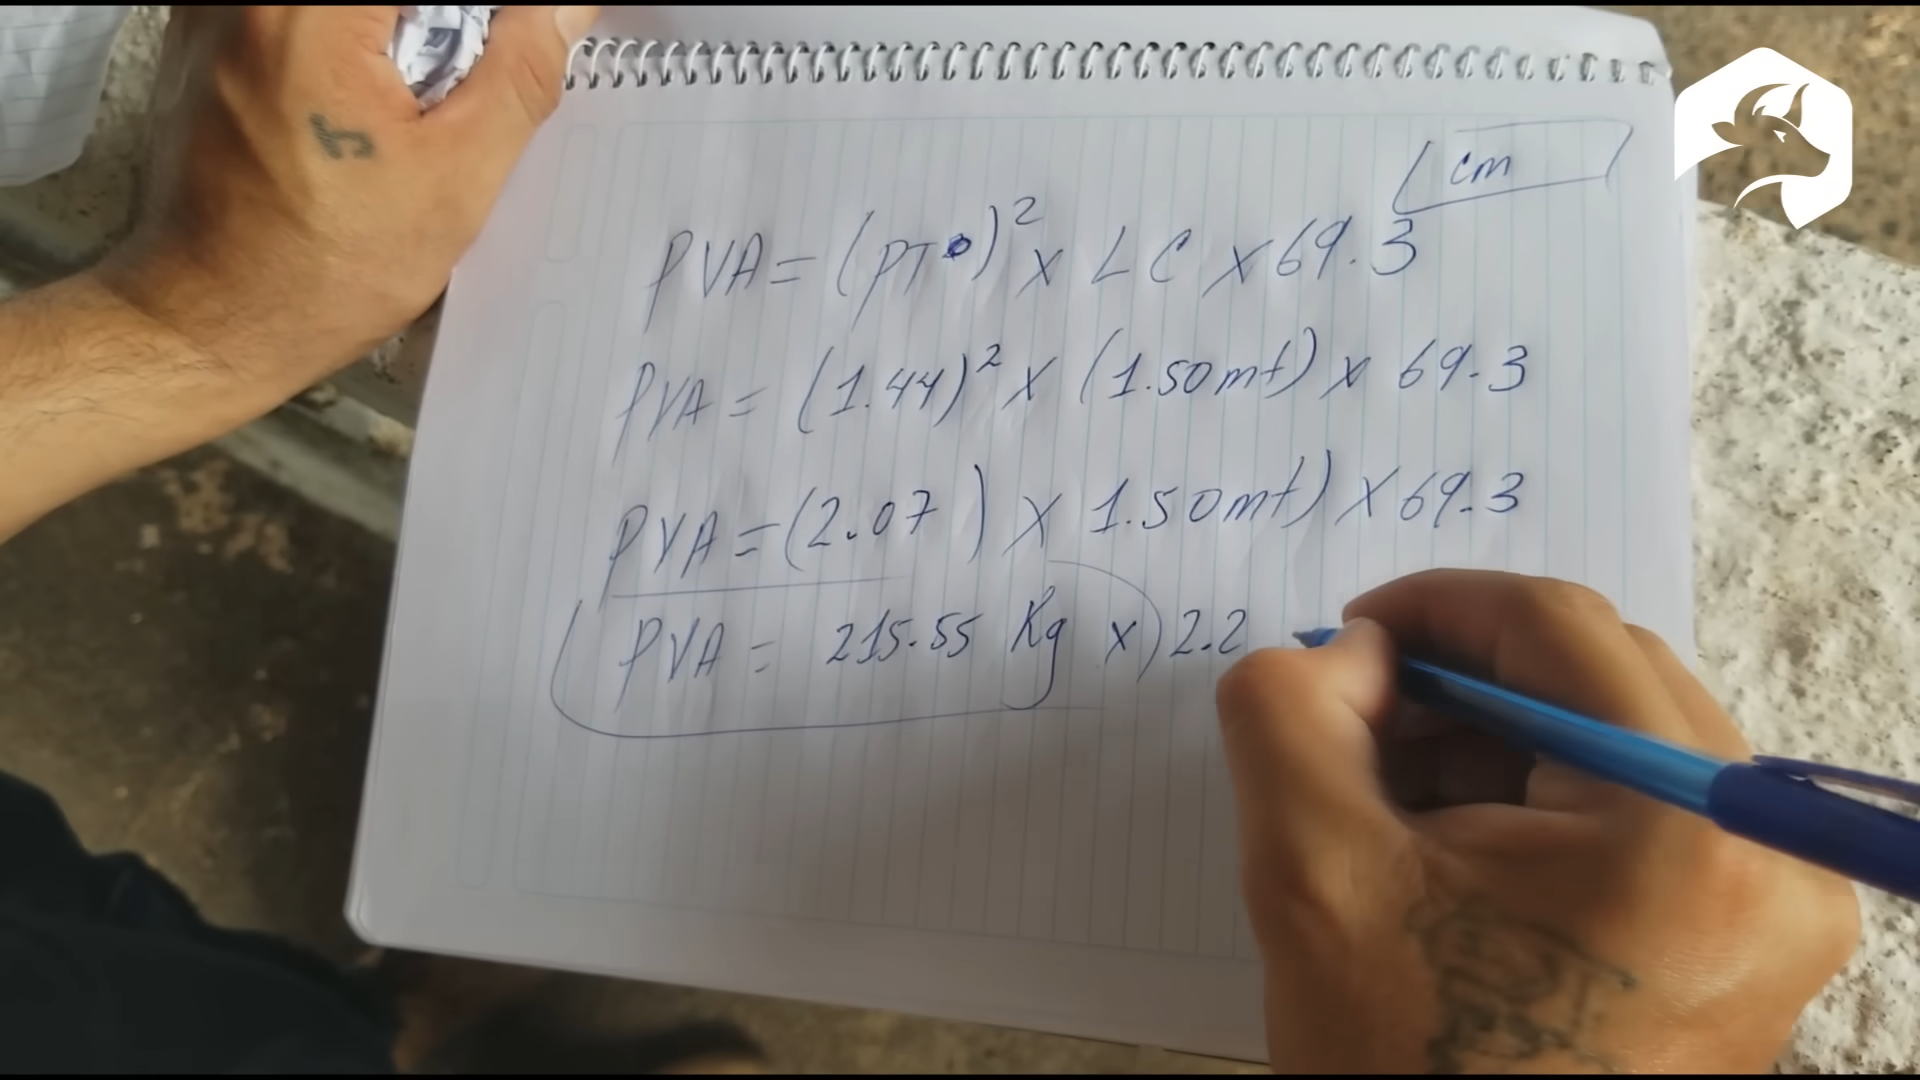 cm
PVA = (PT)² x LC x 69.3
PVA = (1.44)² x (1.50mt) x 69.3
PVA = (2.07) x 1.50mt) x 69.3
PVA = 215.55 Kg x) 2.2